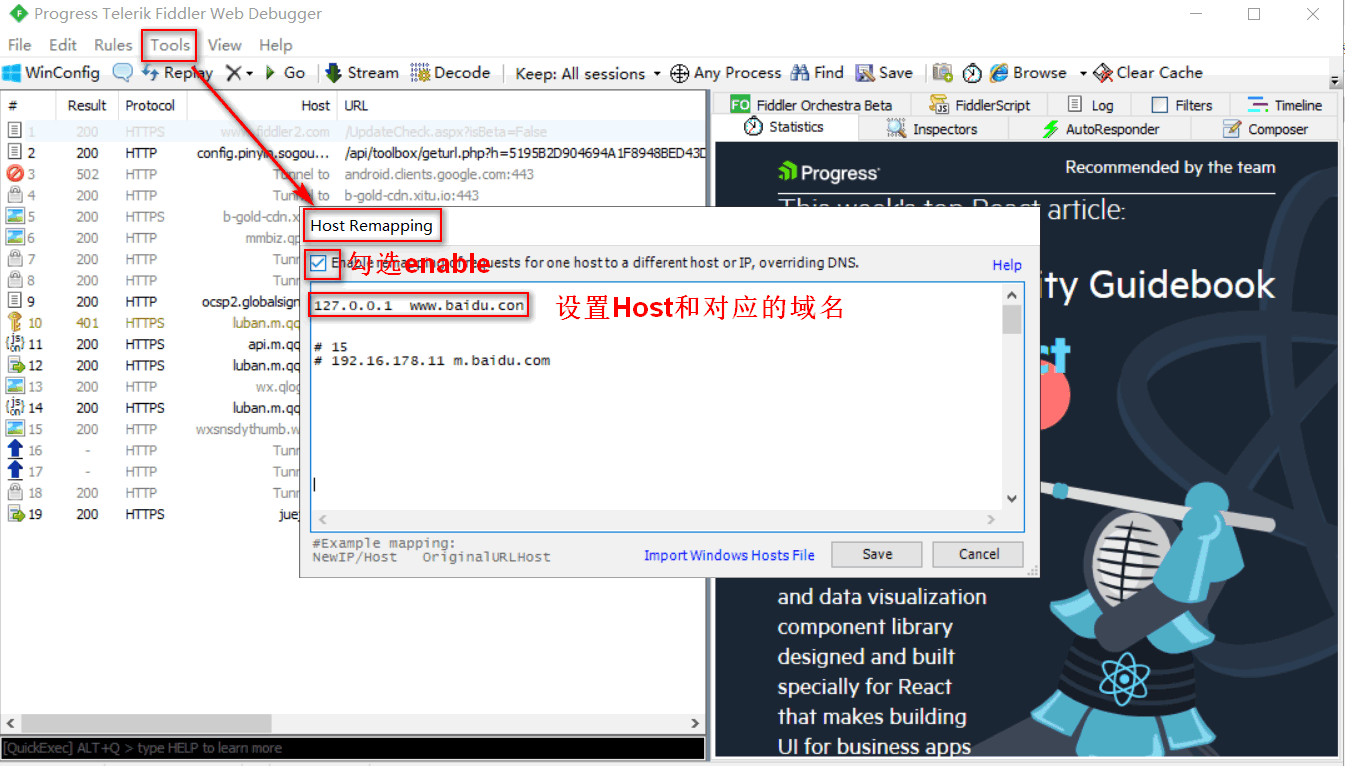 Progress Telerik Fiddler Web Debugger
File Edit Rules Tools View Help
WinConfig Replay Go Stream Decode Keep: All sessions Any Process Find Save Browse Clear Cache
# Result Protocol Host URL
1 200 HTTPS www.fiddler2.com /UpdateCheck.aspx?isBeta=False
2 200 HTTP config.pinyin.sogou... /api/toolbox/geturl.php?h=5195B2D904694A1F8948BED43D
3 502 HTTP Tunnel to android.clients.google.com:443
4 200 HTTP Tunnel to b-gold-cdn.xitu.io:443
5 200 HTTPS b-gold-cdn.x
6 200 HTTP mmbiz.qp
7 200 HTTP Tunn
8 200 HTTP Tunn
9 200 HTTP ocsp2.globalsign
10 401 HTTPS luban.m.qq
11 200 HTTP api.m.qq
12 200 HTTPS luban.m.qq
13 200 HTTP wx.qlog
14 200 HTTPS luban.m.qq
15 200 HTTPS wxsnsdythumb.w
16 - HTTP Tunn
17 - HTTP Tunn
18 200 HTTP Tunn
19 200 HTTPS juej
[QuickExec] ALT+Q > type HELP to learn more
FO Fiddler Orchestra Beta FiddlerScript Log Filters Timeline
Statistics Inspectors AutoResponder Composer
Progress Recommended by the team
This week's top React article:
ity Guidebook
ct
and data visualization
component library
designed and built
specially for React
that makes building
UI for business apps
Host Remapping
勾选enable
Enable remapping of requests for one host to a different host or IP, overriding DNS.
Help
127.0.0.1 www.baidu.con
设置Host和对应的域名
# 15
# 192.16.178.11 m.baidu.com
#Example mapping:
NewIP/Host OriginalURLHost
Import Windows Hosts File Save Cancel